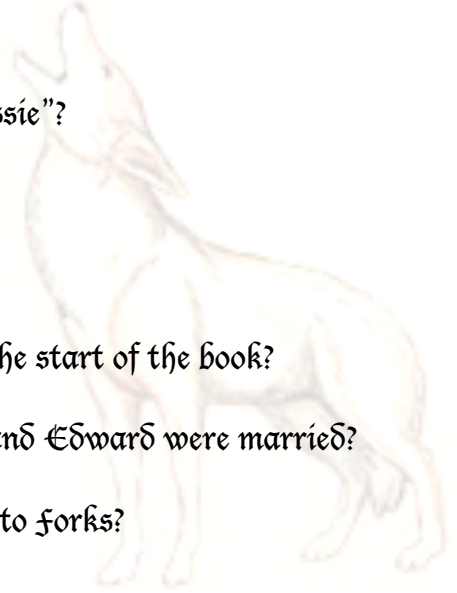 ssie”?
he start of the book?
nd Edward were married?
to Forks?